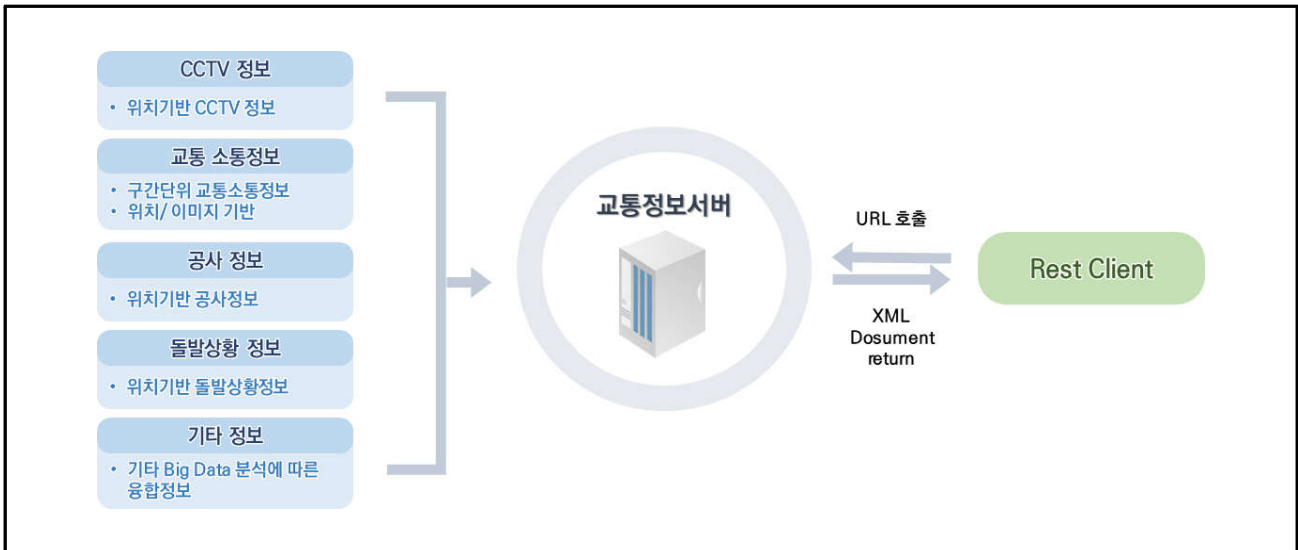 CCTV 정보
• 위치기반 CCTV 정보
교통 소통정보
• 구간단위 교통소통정보
• 위치/ 이미지 기반
공사 정보
• 위치기반 공사정보
돌발상황 정보
• 위치기반 돌발상황정보
기타 정보
• 기타 Big Data 분석에 따른
융합정보
교통정보서버
URL 호출
XML
Dosument
return
Rest Client